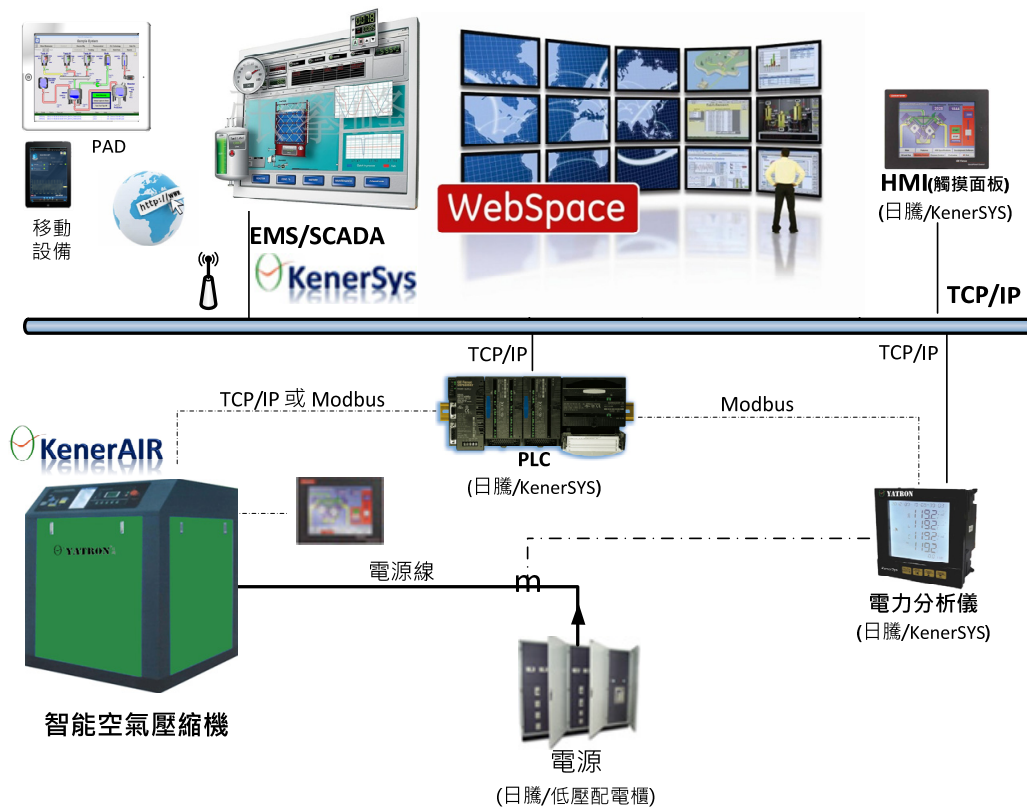 PAD
移動
設備
http://www
EMS/SCADA
KenerSys
WebSpace
HMI(觸摸面板)
(日騰/KenerSYS)
TCP/IP
TCP/IP
TCP/IP
TCP/IP 或 Modbus
Modbus
KenerAIR
PLC
(日騰/KenerSYS)
YATRON
YATRON
電源線
m
電力分析儀
(日騰/KenerSYS)
智能空氣壓縮機
電源
(日騰/低壓配電櫃)